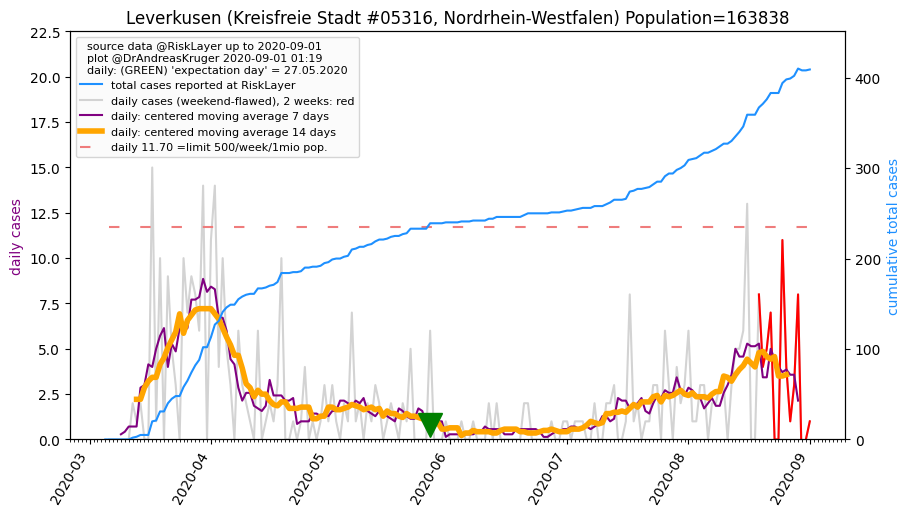 Leverkusen (Kreisfreie Stadt #05316, Nordrhein-Westfalen) Population=163838
source data @RiskLayer up to 2020-09-01
plot @DrAndreasKruger 2020-09-01 01:19
daily: (GREEN) 'expectation day' = 27.05.2020
total cases reported at RiskLayer
daily cases (weekend-flawed), 2 weeks: red
daily: centered moving average 7 days
daily: centered moving average 14 days
daily 11.70 =limit 500/week/1mio pop.
daily cases
22.5
20.0
17.5
15.0
12.5
10.0
7.5
5.0
2.5
0.0
400
300
200
100
0
cumulative total cases
2020-03
2020-04
2020-05
2020-06
2020-07
2020-08
2020-09